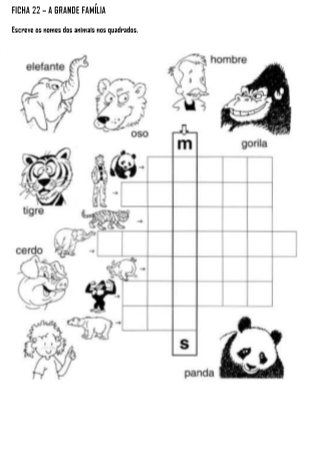 FICHA 22 – A GRANDE FAMÍLIA
Escreve os nomes dos animais nos quadrados.
elefante
hombre
oso
m
gorila
tigre
cerdo
s
panda